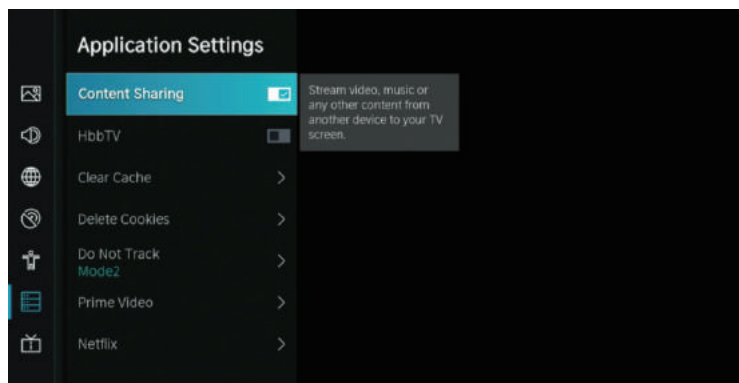 Application Settings
Content Sharing
Stream video, music or
any other content from
another device to your TV
screen.
HbbTV
Clear Cache
Delete Cookies
Do Not Track
Mode2
Prime Video
Netflix